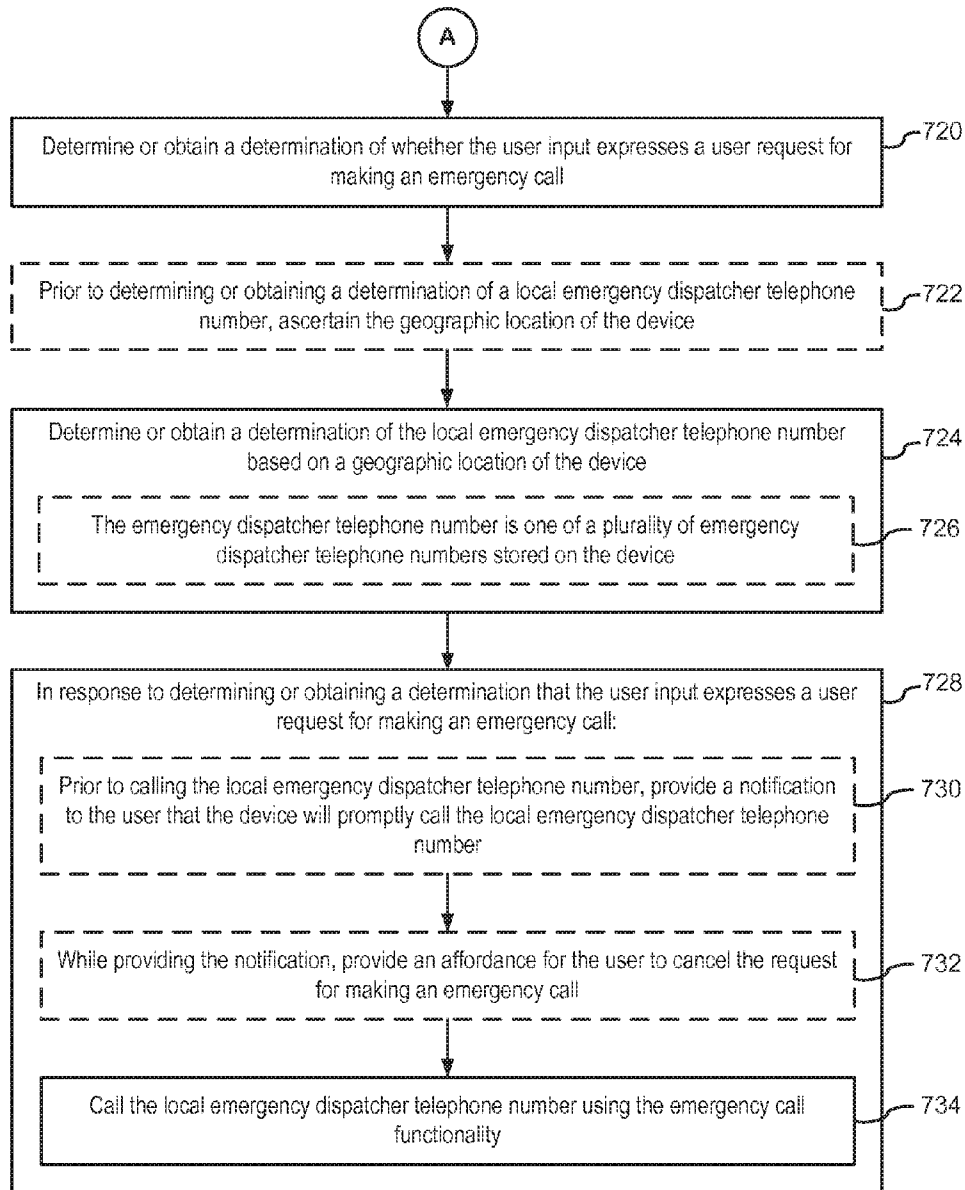 A
Determine or obtain a determination of whether the user input expresses a user request for
making an emergency call
720
Prior to determining or obtaining a determination of a local emergency dispatcher telephone
number, ascertain the geographic location of the device
722
Determine or obtain a determination of the local emergency dispatcher telephone number
based on a geographic location of the device
724
The emergency dispatcher telephone number is one of a plurality of emergency
dispatcher telephone numbers stored on the device
726
In response to determining or obtaining a determination that the user input expresses a user
request for making an emergency call:
728
Prior to calling the local emergency dispatcher telephone number, provide a notification
to the user that the device will promptly call the local emergency dispatcher telephone
number
730
While providing the notification, provide an affordance for the user to cancel the request
for making an emergency call
732
Call the local emergency dispatcher telephone number using the emergency call
functionality
734